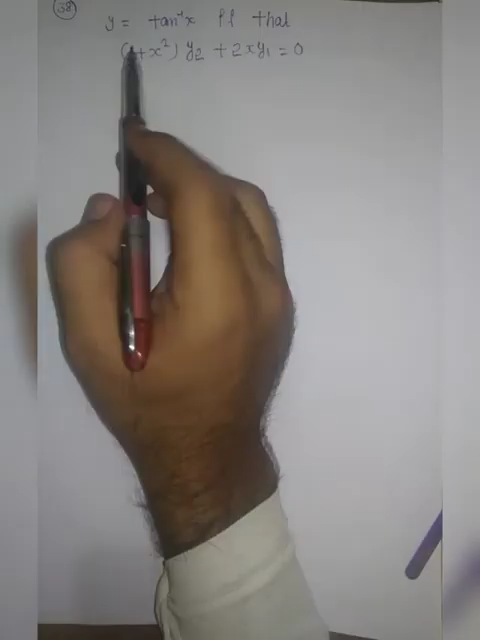 (38) y = tan⁻¹x that
(1+x²) y₂ + 2xy₁ = 0